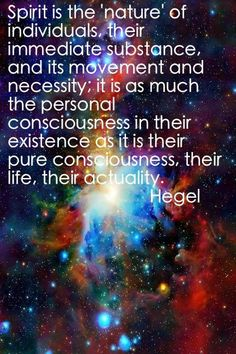 Spirit is the 'nature' of
individuals, their
immediate substance,
and its movement and
necessity; it is as much
the personal
consciousness in their
existence as it is their
pure consciousness, their
life, their actuality.
Hegel